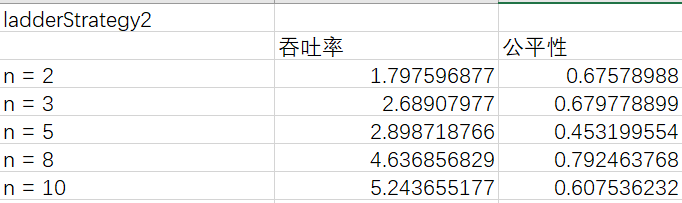 ladderStrategy2
吞吐率 公平性
n = 2 1.797596877 0.67578988
n = 3 2.68907977 0.679778899
n = 5 2.898718766 0.453199554
n = 8 4.636856829 0.792463768
n = 10 5.243655177 0.607536232